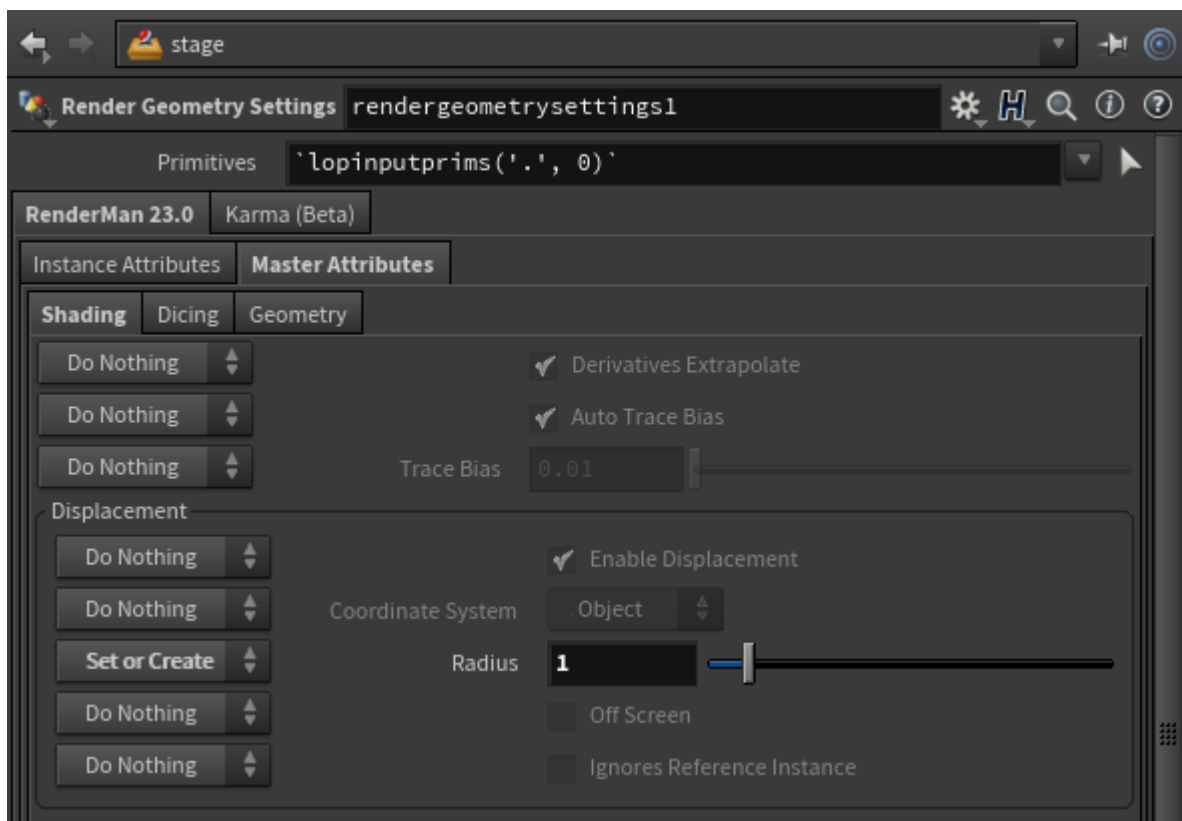 stage
Render Geometry Settings rendergeometrysettings1
Primitives `lopinputprims('.', 0)`
RenderMan 23.0 Karma (Beta)
Instance Attributes Master Attributes
Shading Dicing Geometry
Do Nothing Derivatives Extrapolate
Do Nothing Auto Trace Bias
Do Nothing Trace Bias 0.01
Displacement
Do Nothing Enable Displacement
Do Nothing Coordinate System Object
Set or Create Radius 1
Do Nothing Off Screen
Do Nothing Ignores Reference Instance